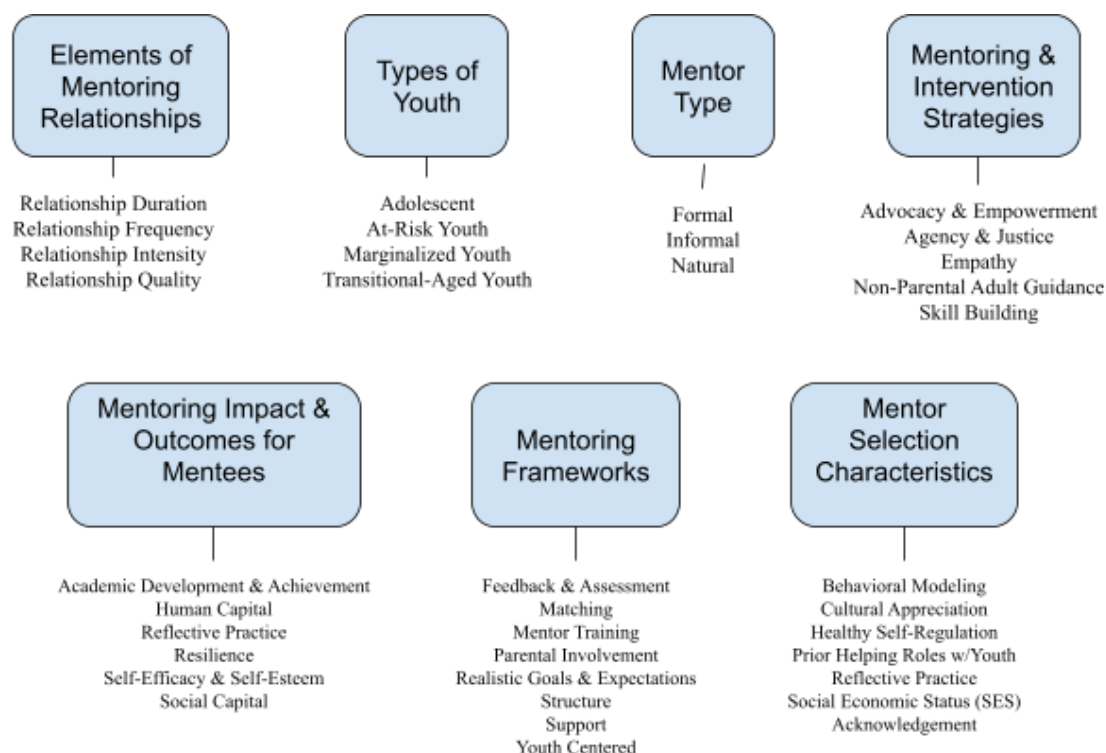 Elements of
Mentoring
Relationships
Relationship Duration
Relationship Frequency
Relationship Intensity
Relationship Quality
Types of
Youth
Adolescent
At-Risk Youth
Marginalized Youth
Transitional-Aged Youth
Mentor
Type
Formal
Informal
Natural
Mentoring &
Intervention
Strategies
Advocacy & Empowerment
Agency & Justice
Empathy
Non-Parental Adult Guidance
Skill Building
Mentoring Impact &
Outcomes for
Mentees
Academic Development & Achievement
Human Capital
Reflective Practice
Resilience
Self-Efficacy & Self-Esteem
Social Capital
Mentoring
Frameworks
Feedback & Assessment
Matching
Mentor Training
Parental Involvement
Realistic Goals & Expectations
Structure
Support
Youth Centered
Mentor
Selection
Characteristics
Behavioral Modeling
Cultural Appreciation
Healthy Self-Regulation
Prior Helping Roles w/Youth
Reflective Practice
Social Economic Status (SES)
Acknowledgement